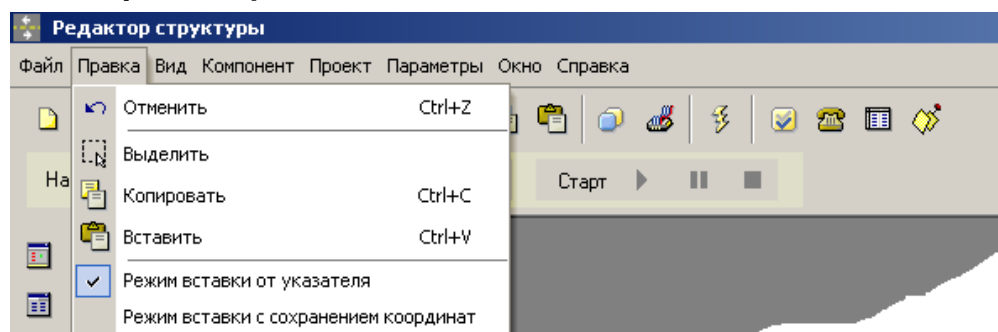 Редактор структуры
Файл Правка Вид Компонент Проект Параметры Окно Справка
Отменить Ctrl+Z
Выделить
На
Старт
Копировать Ctrl+C
Вставить Ctrl+V
Режим вставки от указателя
Режим вставки с сохранением координат